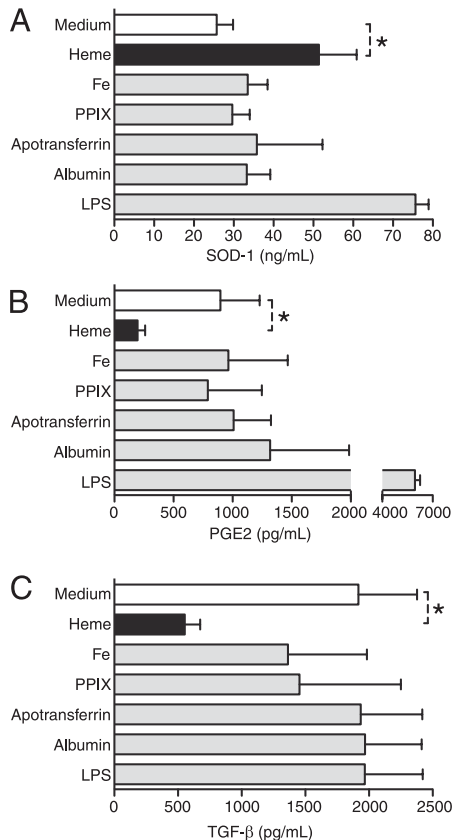 A
Medium
Heme
*
Fe
PPIX
Apotransferrin
Albumin
LPS
0 10 20 30 40 50 60 70 80
SOD-1 (ng/mL)
B
Medium
Heme
*
Fe
PPIX
Apotransferrin
Albumin
LPS
0 500 1000 1500 2000 4000 7000
PGE2 (pg/mL)
C
Medium
Heme
*
Fe
PPIX
Apotransferrin
Albumin
LPS
0 500 1000 1500 2000 2500
TGF-β (pg/mL)